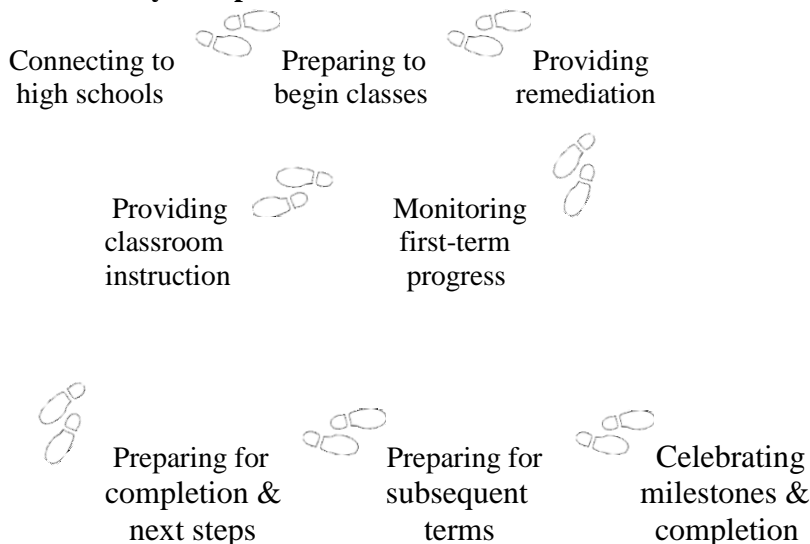 Connecting to
high schools
Preparing to
begin classes
Providing
remediation
Providing
classroom
instruction
Monitoring
first-term
progress
Preparing for
completion &
next steps
Preparing for
subsequent
terms
Celebrating
milestones &
completion